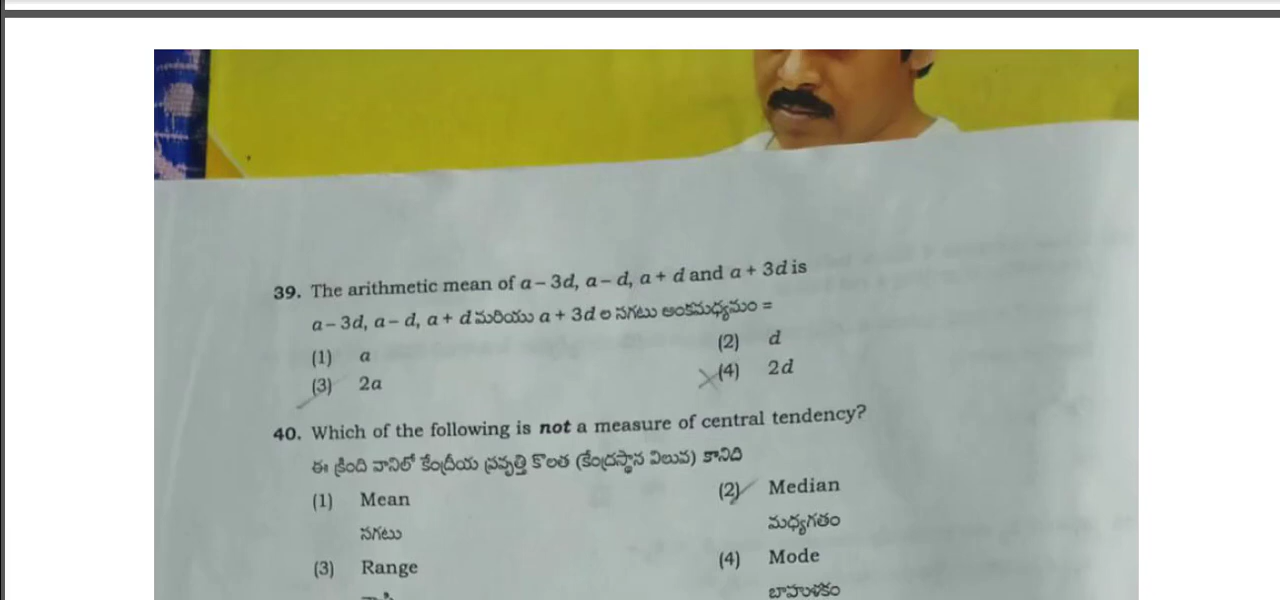 39. The arithmetic mean of a – 3d, a – d, a + d and a + 3d is
a – 3d, a – d, a + d మరియు a + 3d ల సగటు అంకమధ్యమం =
(1) a (2) d
(3) 2a (4) 2d
40. Which of the following is not a measure of central tendency?
ఈ క్రింది వానిలో కేంద్రీయ ప్రవృత్తి కొలత (కేంద్రస్థాన విలువ) కానిది
(1) Mean (2) Median
సగటు మధ్యగతం
(3) Range (4) Mode
బాహుళకం